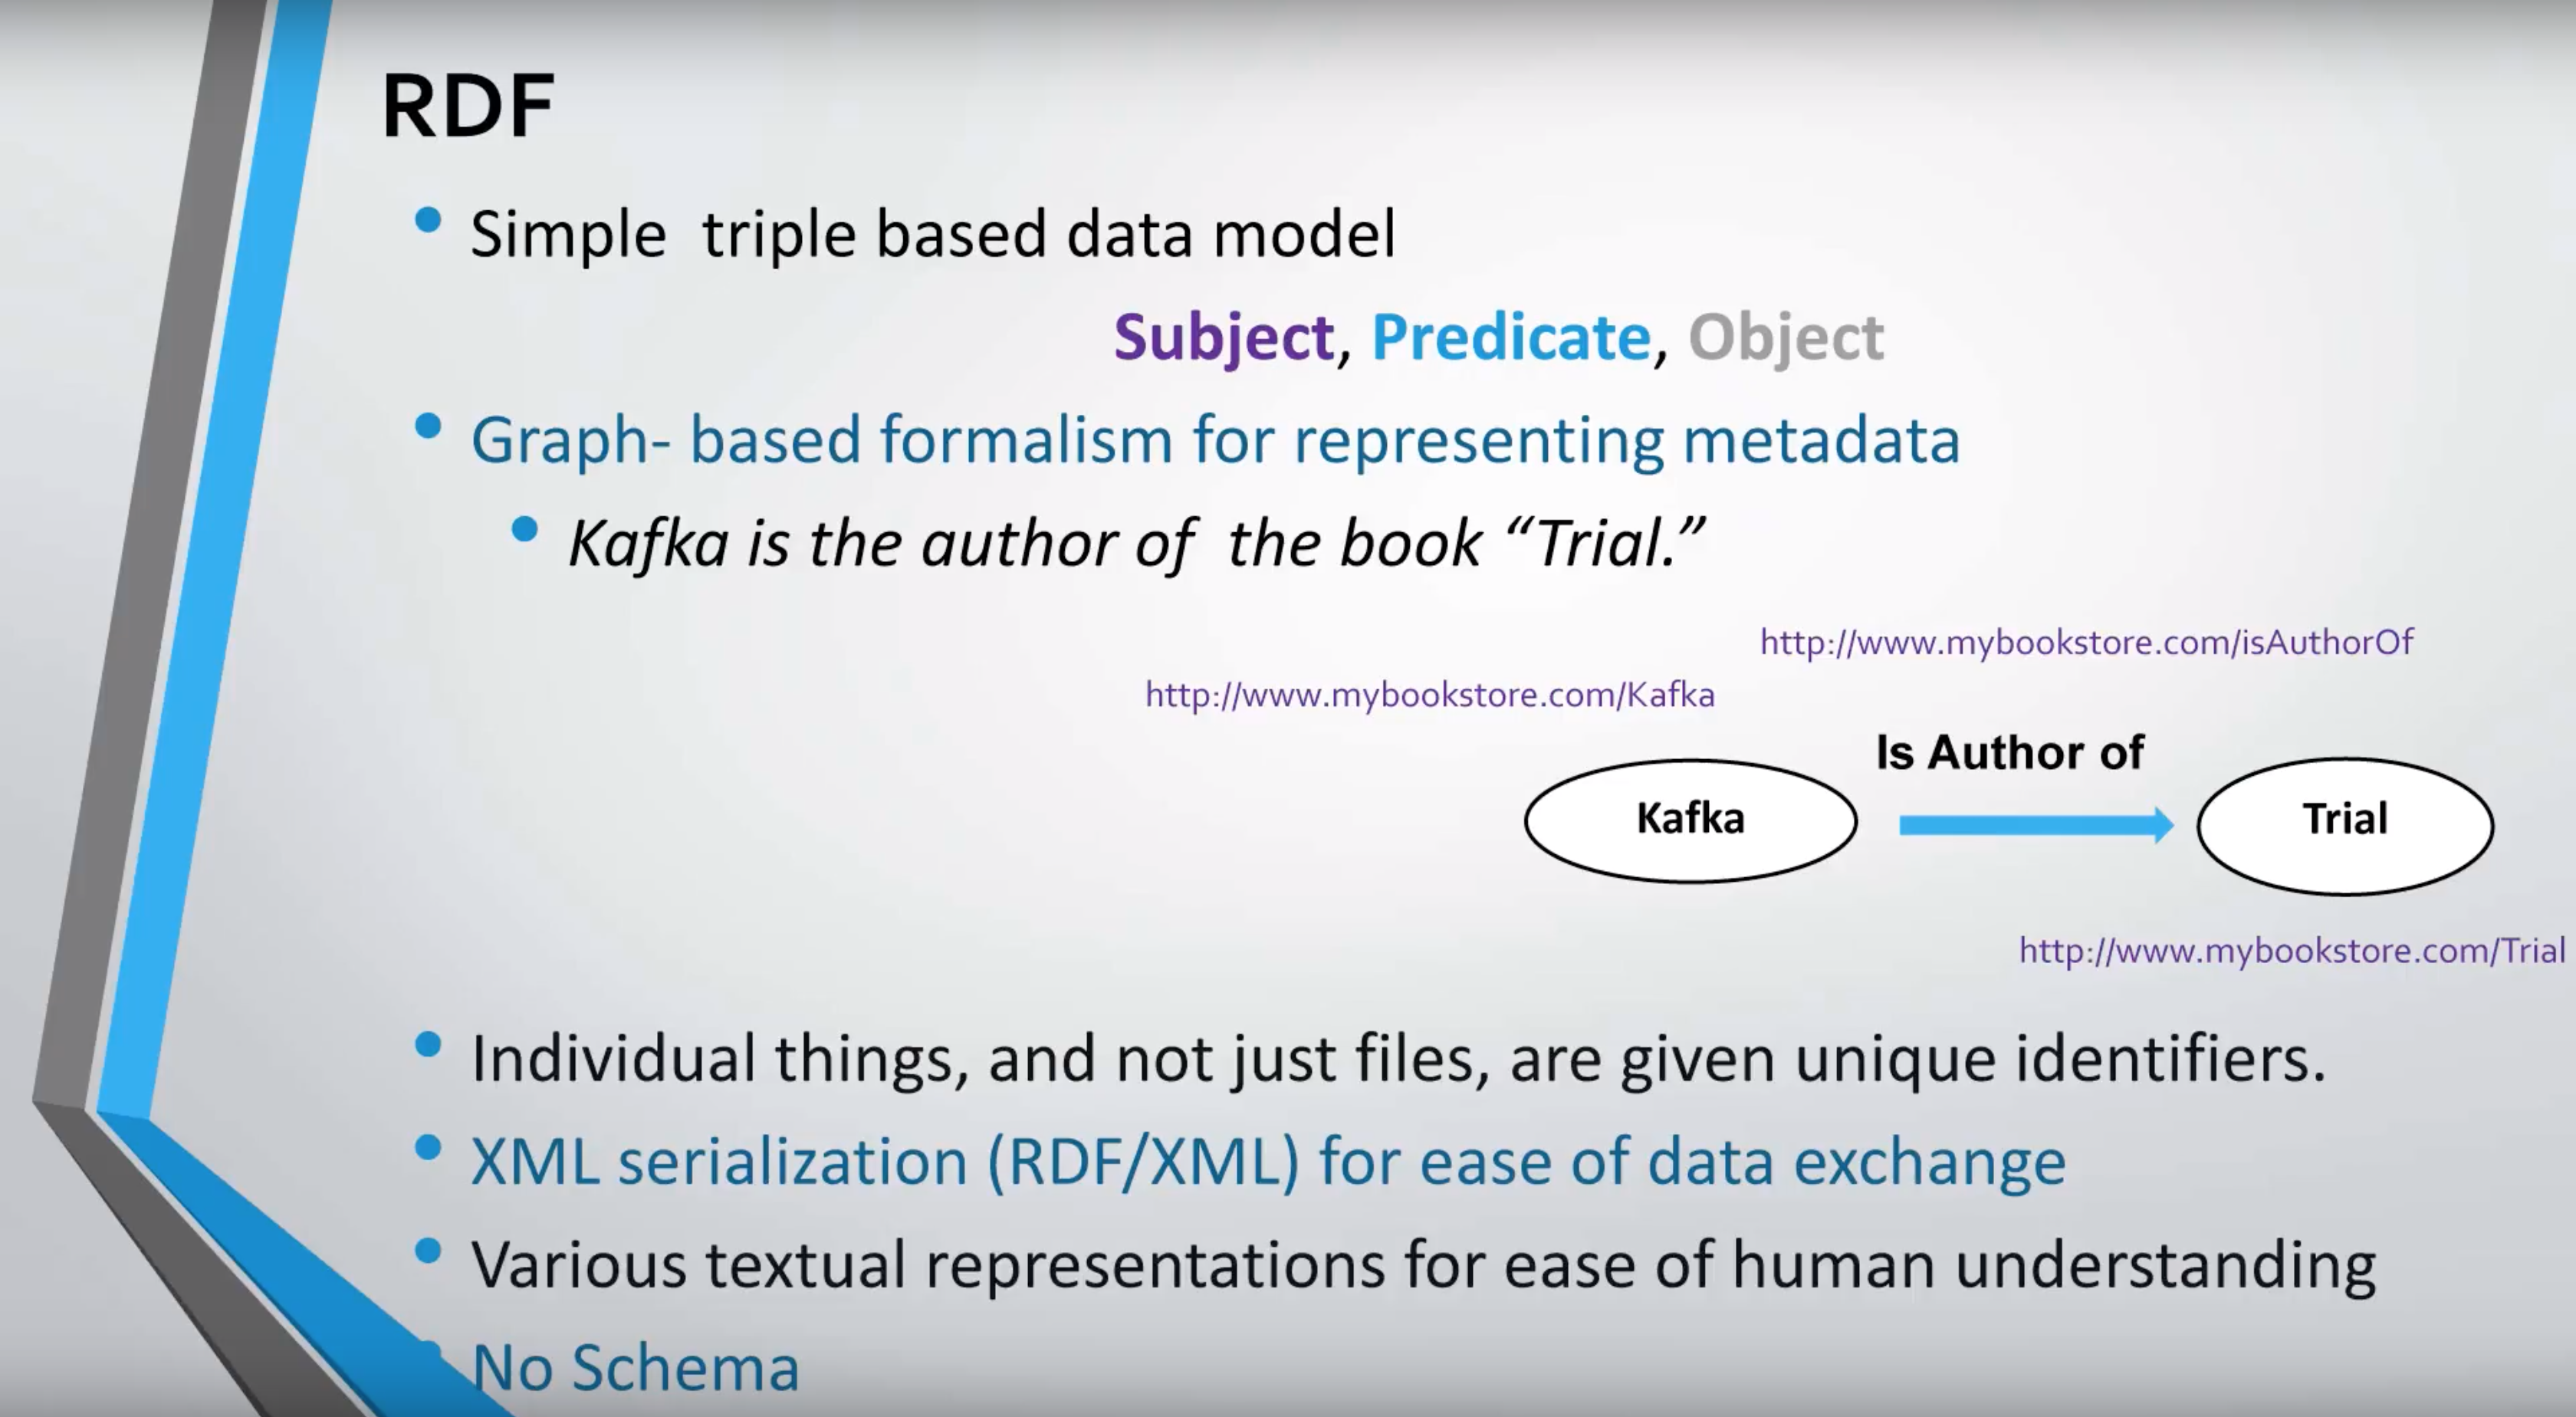 RDF
Simple  triple based data model
Subject, Predicate, Object
Graph- based formalism for representing metadata
Kafka is the author of  the book “Trial.”
http://www.mybookstore.com/isAuthorOf
http://www.mybookstore.com/Kafka
Is Author of
Kafka
Trial
http://www.mybookstore.com/Trial
Individual things, and not just files, are given unique identifiers.
XML serialization (RDF/XML) for ease of data exchange
Various textual representations for ease of human understanding
No Schema